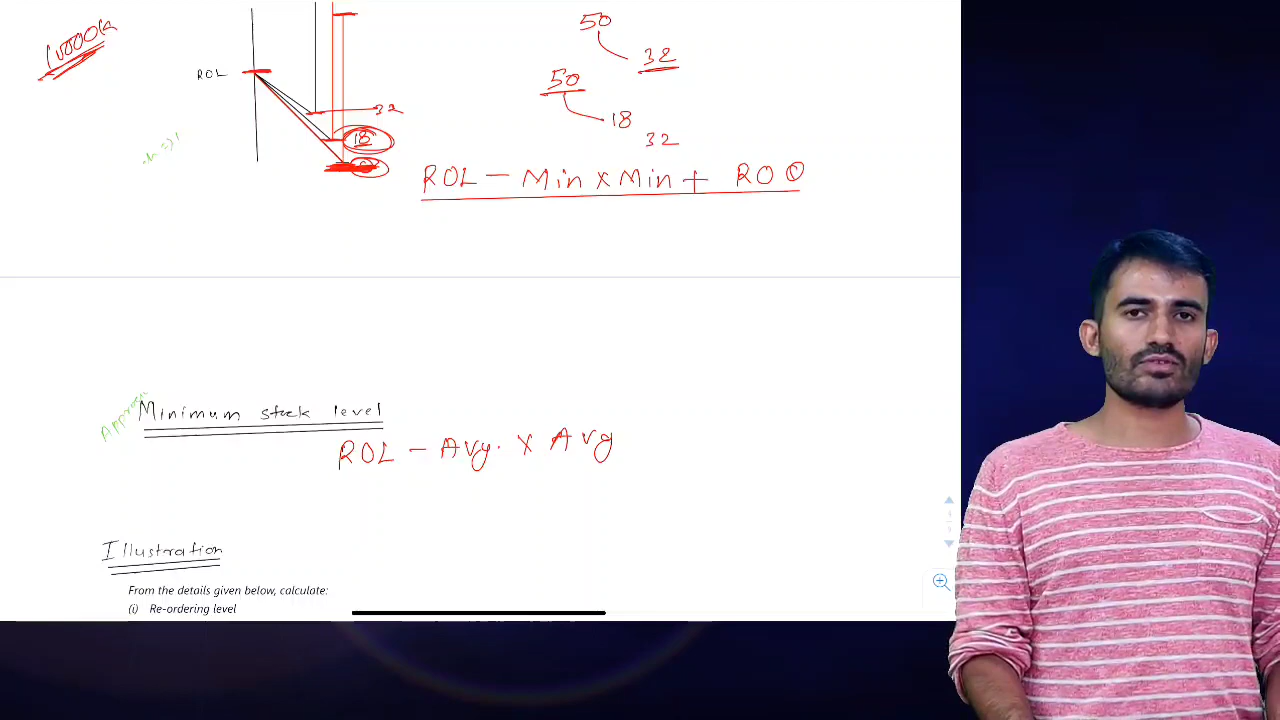 50
32
ROL
50
32
18
18
32
ROL - Min x Min + ROQ
Minimum stock level
ROL - Avg. x Avg
Illustration
From the details given below, calculate:
(i) Re-ordering level